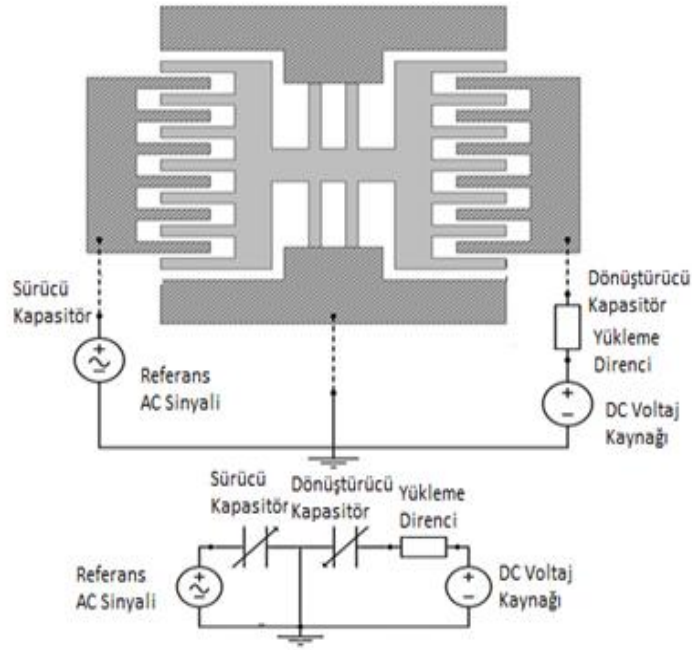 Sürücü
Kapasitör
Referans
AC Sinyali
Dönüştürücü
Kapasitör
Yükleme
Direnci
DC Voltaj
Kaynağı
Sürücü
Kapasitör
Dönüştürücü
Kapasitör
Yükleme
Direnci
Referans
AC Sinyali
DC Voltaj
Kaynağı